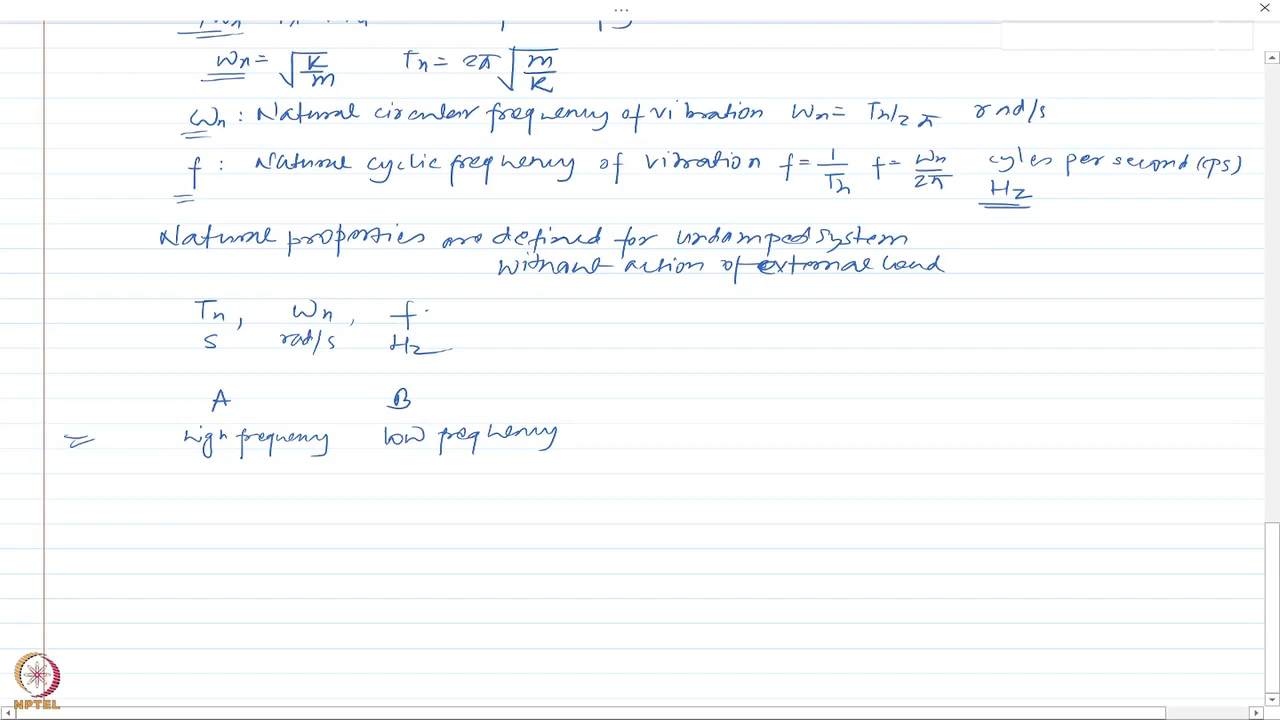 ωn = √(K/m)   Tn = 2π √(m/K)
ωn : Natural circular frequency of vibration   ωn = Tn/2π   rad/s
f : Natural cyclic frequency of vibration   f = 1/Tn   f = ωn/2π   cyles per second (cps)
Hz
Natural properties are defined for undamped system
without action of external load
Tn , ωn , f
s   rad/s   Hz
A   B
= high frequency   low frequency
NPTEL